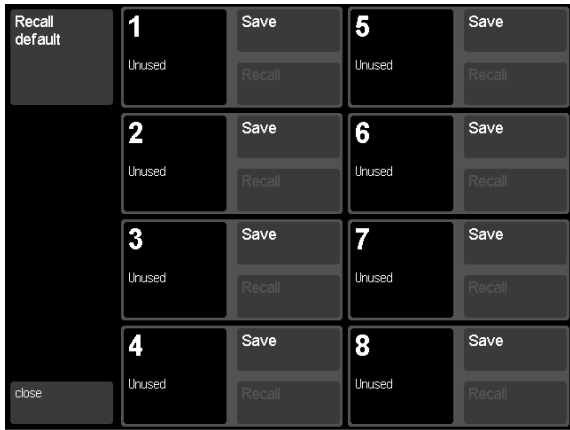 Recall
default
1
Save
Unused
Recall
5
Save
Unused
Recall
2
Save
Unused
Recall
6
Save
Unused
Recall
3
Save
Unused
Recall
7
Save
Unused
Recall
4
Save
Unused
Recall
8
Save
Unused
Recall
close